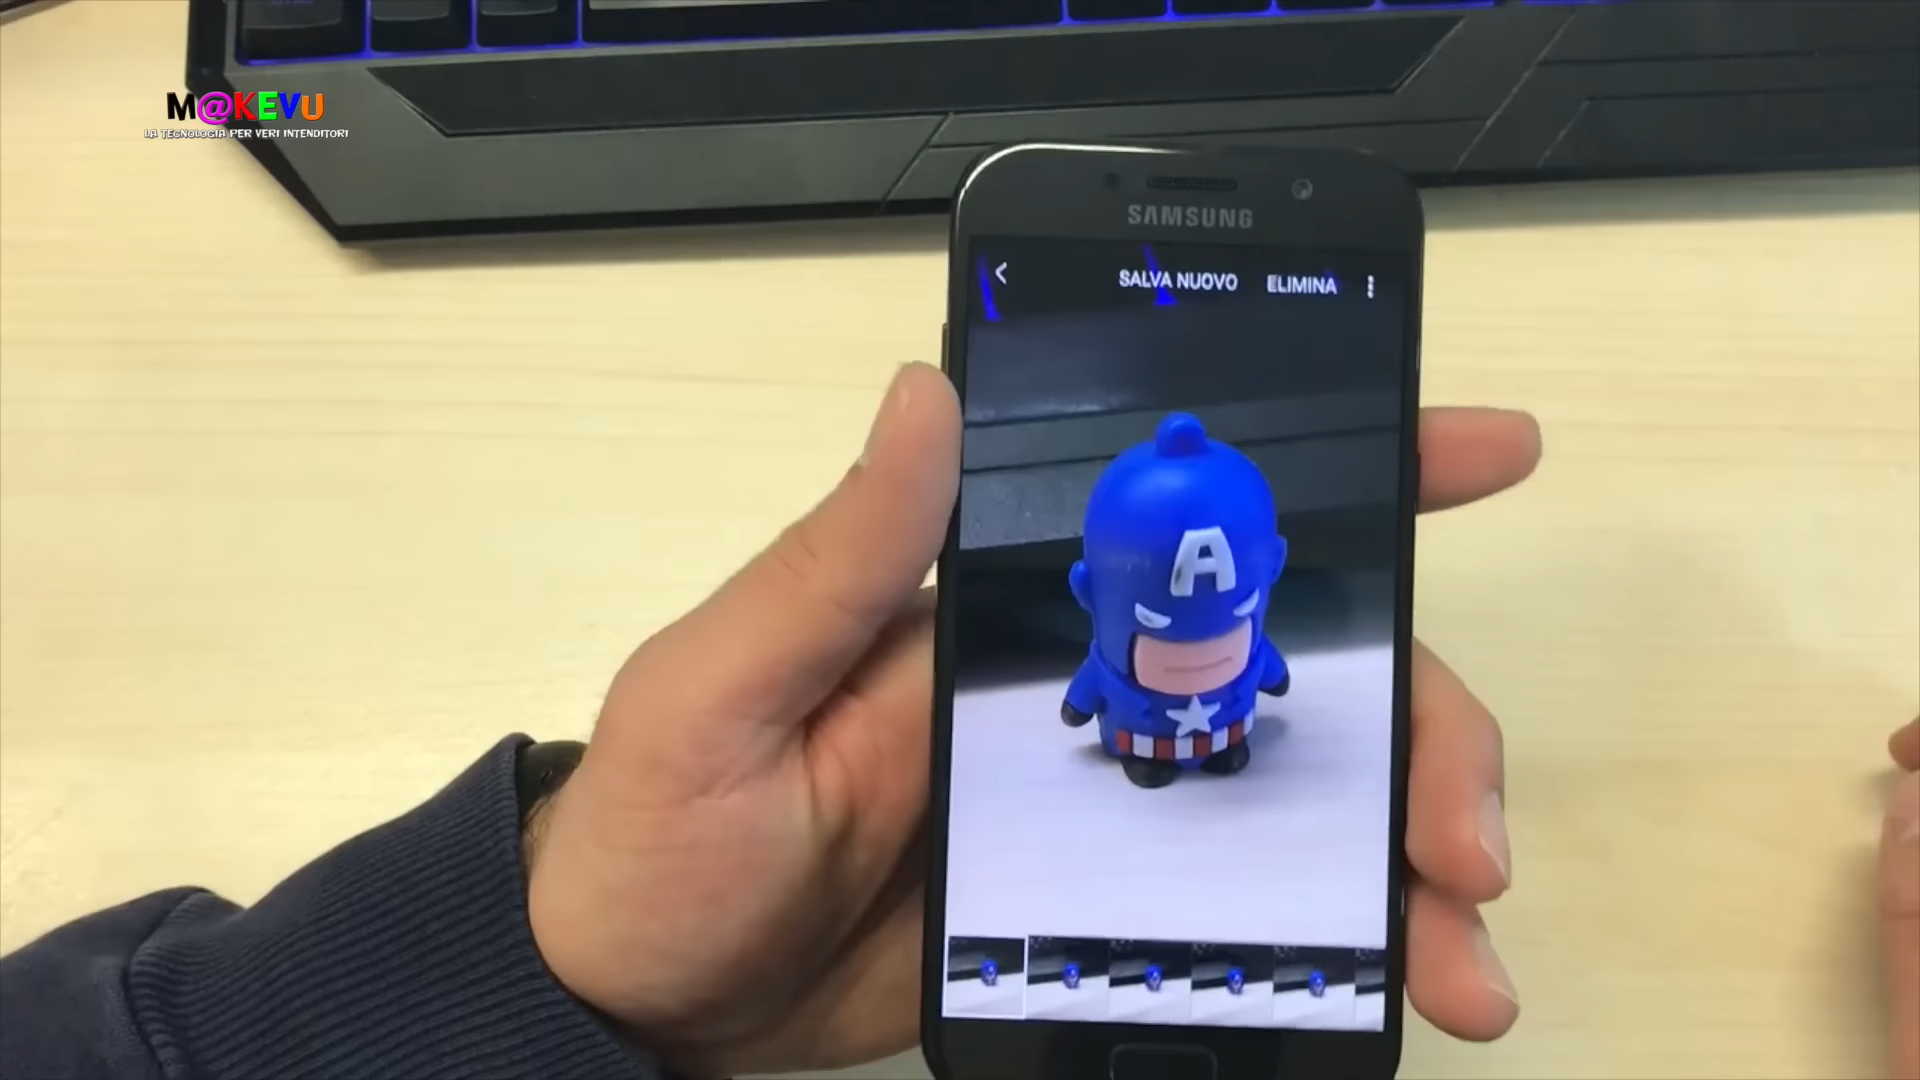 M@KEVU
LA TECNOLOGIA PER VERI INTENDITORI
SAMSUNG
SALVA NUOVO ELIMINA
A